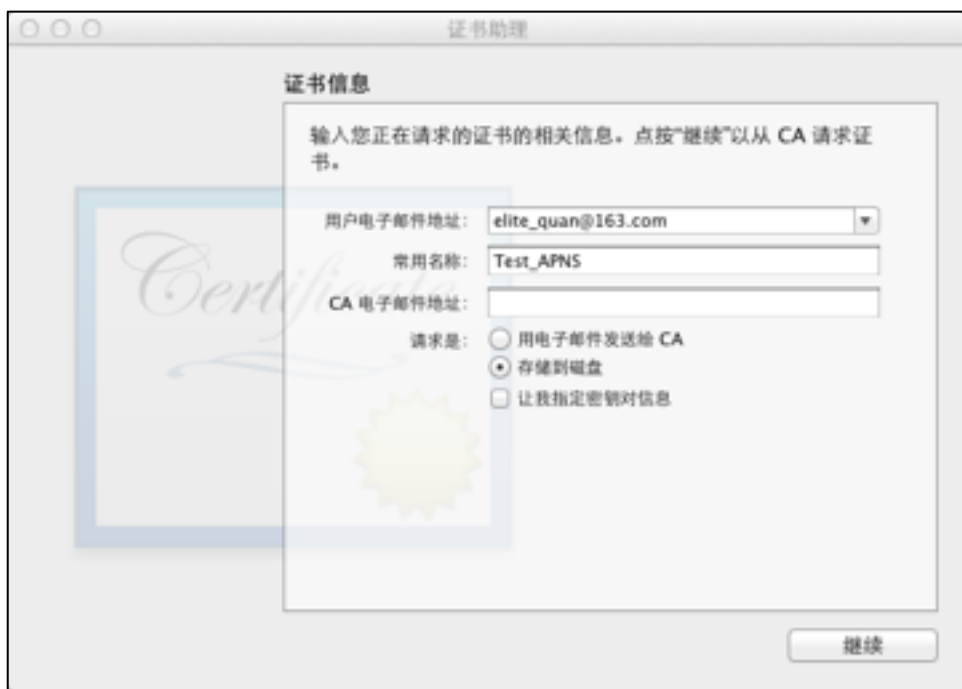 证书助理
证书信息
输入您正在请求的证书的相关信息。点按“继续”以从 CA 请求证
书。
用户电子邮件地址： elite_quan@163.com
常用名称： Test_APNS
CA 电子邮件地址：
请求是： 用电子邮件发送给 CA
存储到磁盘
让我指定密钥对信息
Certificate
继续